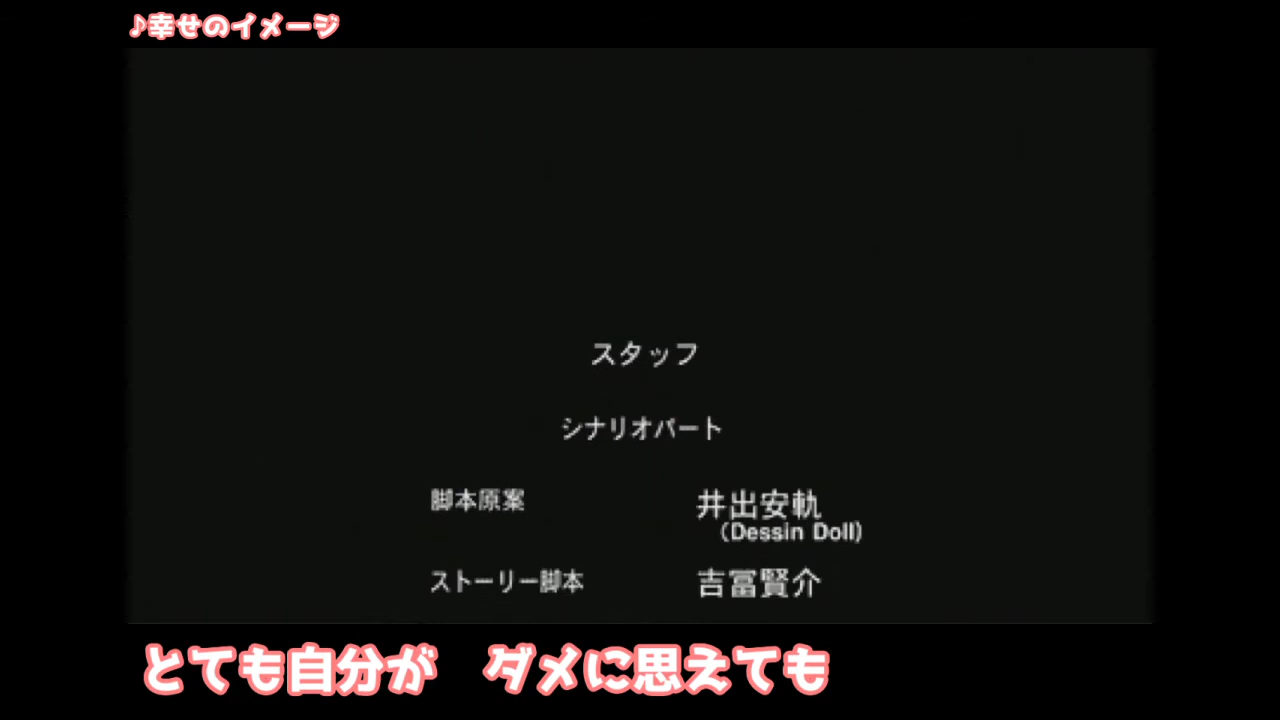 ♪幸せのイメージ
スタッフ
シナリオパート
脚本原案 井出安軌
(Dessin Doll)
ストーリー脚本 吉冨賢介
とても自分が ダメに思えても